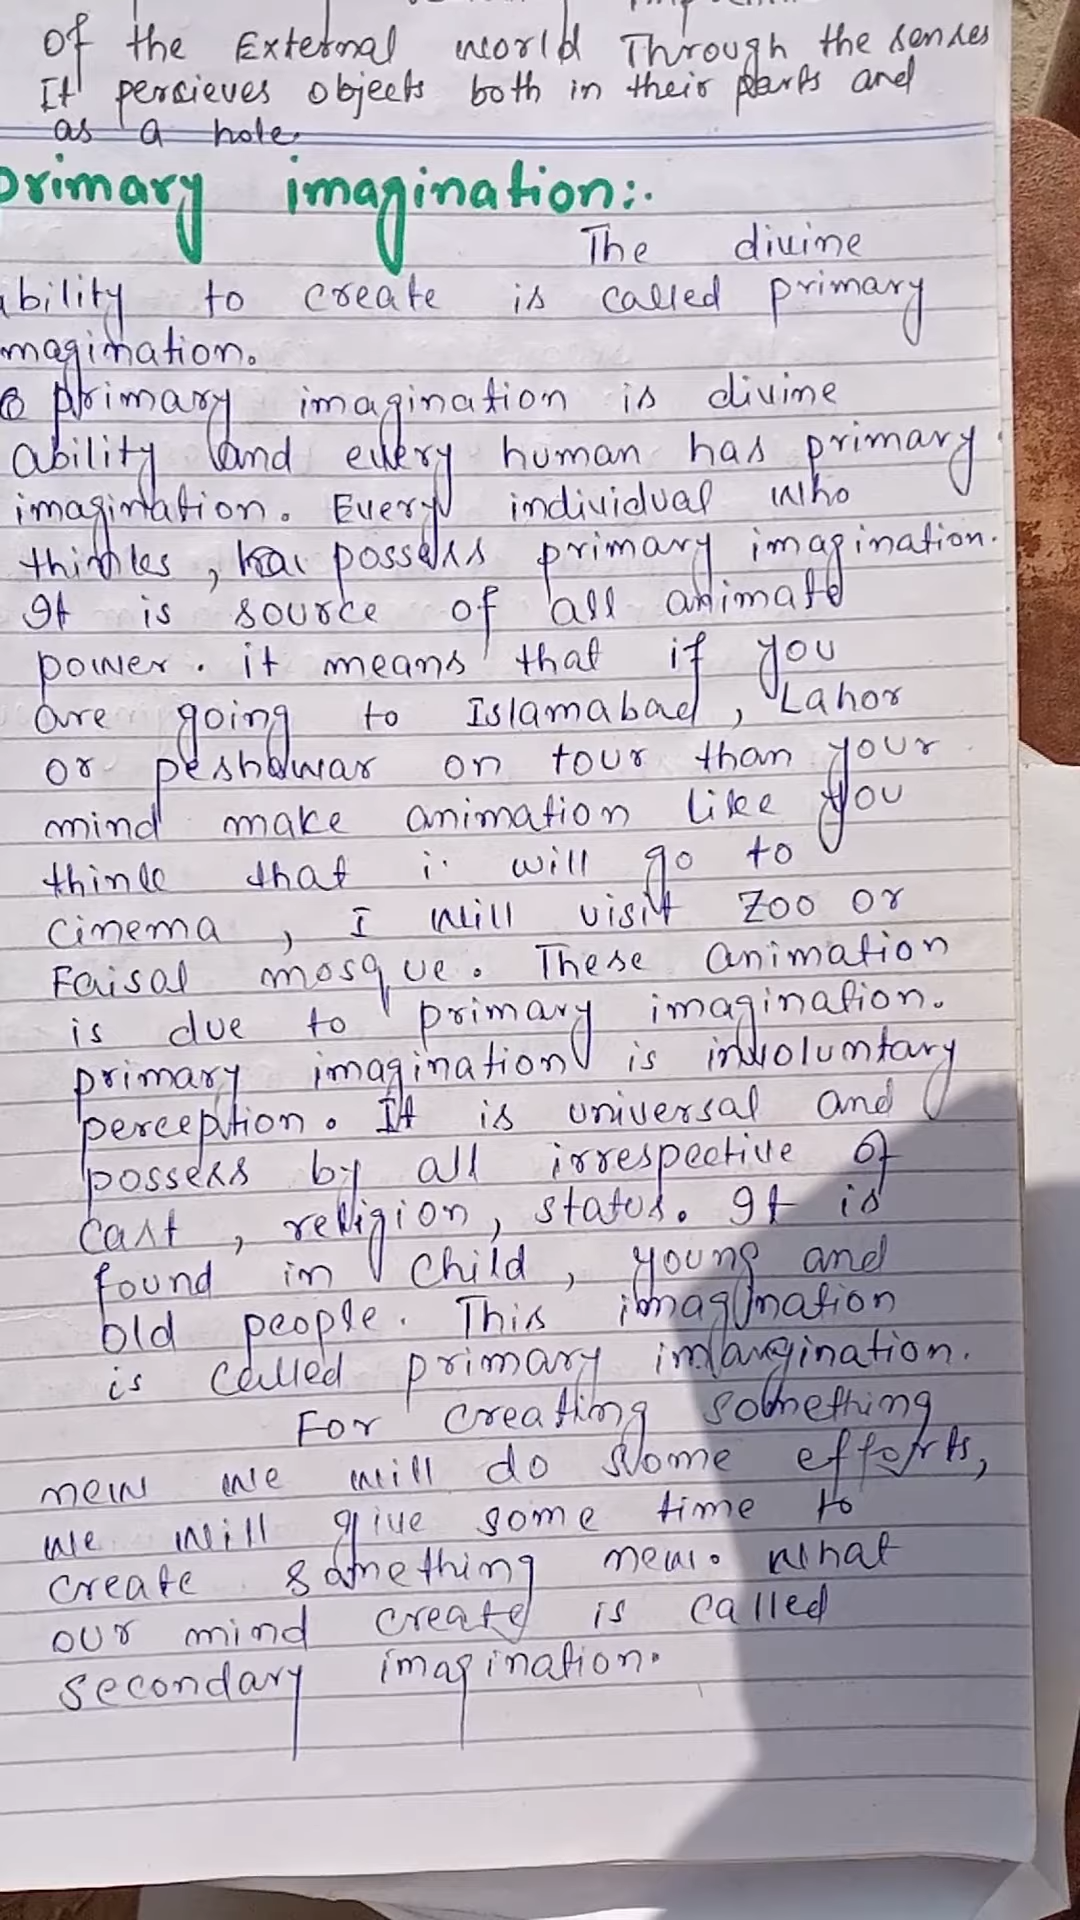 of the External world Through the senses
It percieves objects both in their parts and
as a hole.
primary imagination:.
The divine
ability to create is called primary
imagination.
primary imagination is divine
ability and every human has primary
imagination. Every individual who
thinks, possess primary imagination.
It is source of all animate
power. it means that if you
are going to Islamabad, Lahor
or peshawar on tour than your
mind make animation like you
think that i will go to
cinema, I will visit zoo or
Faisal mosque. These animation
is due to primary imagination.
primary imagination is involuntary
perception. It is universal and
possess by all irrespective of
cast, religion, status. It is
found in child, young and
old people. This imagination
is called primary imargination.
For creating something
new we will do some efforts,
we will give some time to
create something new. what
our mind create is called
secondary imagination.